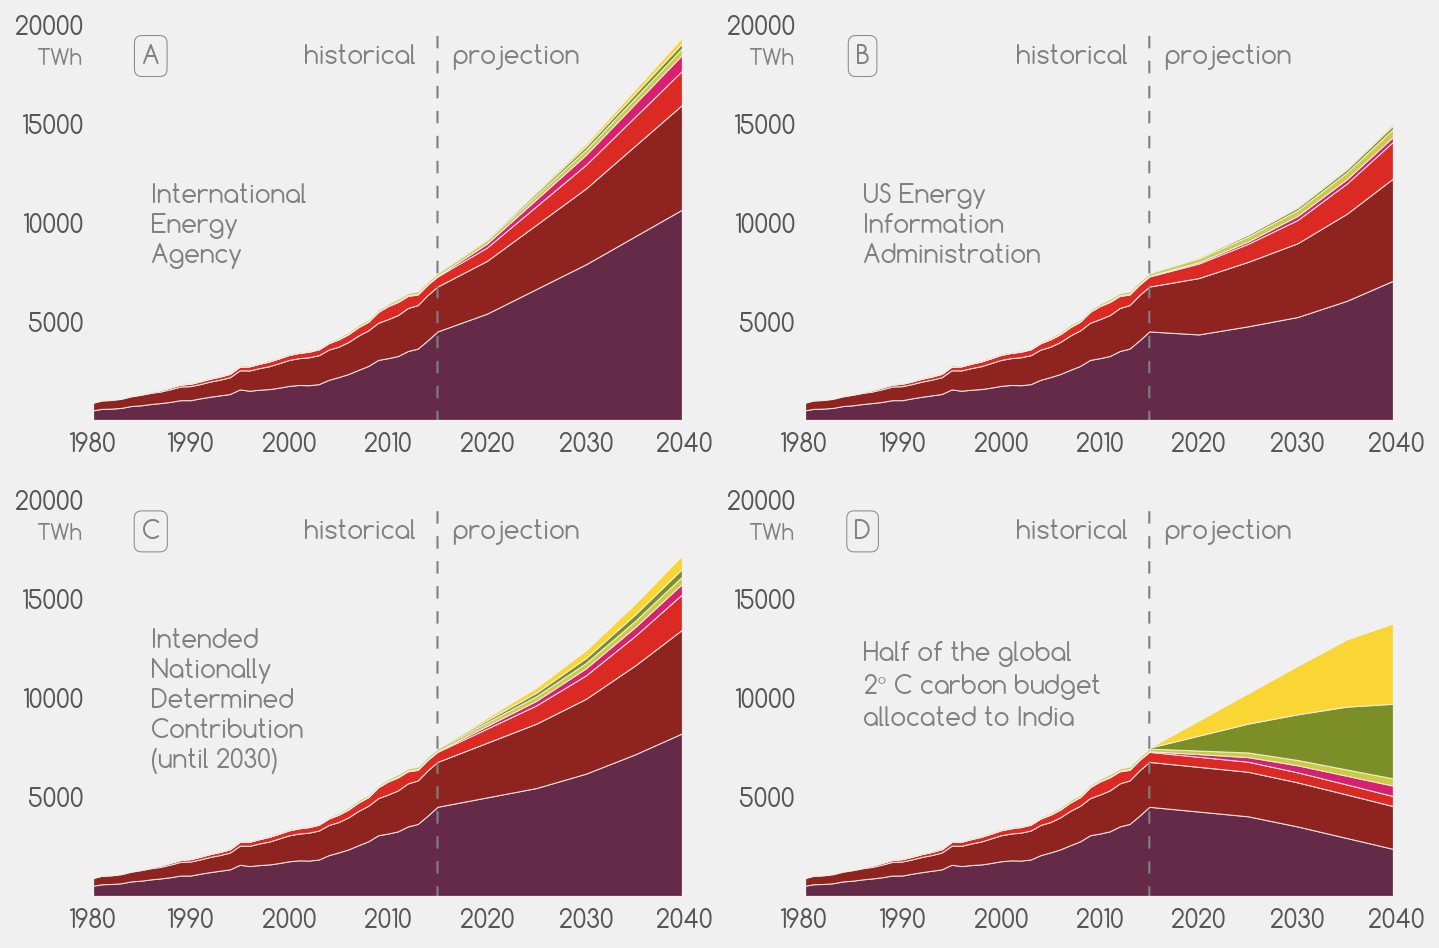 20000
TWh
A
historical
projection
15000
International
Energy
Agency
10000
5000
1980 1990 2000 2010 2020 2030 2040
20000
TWh
B
historical
projection
15000
US Energy
Information
Administration
10000
5000
1980 1990 2000 2010 2020 2030 2040
20000
TWh
C
historical
projection
15000
Intended
Nationally
Determined
Contribution
(until 2030)
10000
5000
1980 1990 2000 2010 2020 2030 2040
20000
TWh
D
historical
projection
15000
Half of the global
2° C carbon budget
allocated to India
10000
5000
1980 1990 2000 2010 2020 2030 2040